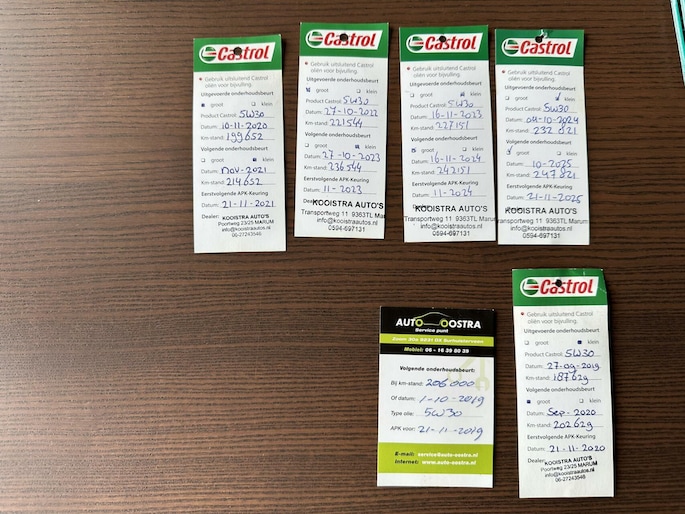 Castrol
Gebruik uitsluitend Castrol
oliën voor bijvulling.
Uitgevoerde onderhoudsbeurt
groot klein
Product Castrol: 5W30
Datum: 10-11-2020
Km-stand: 199652
Volgende onderhoudsbeurt
groot klein
Datum: Nov-2021
Km-stand: 214652
Eerstvolgende APK-Keuring
Datum: 21-11-2021
Dealer: KOOISTRA AUTO'S
Poortweg 23/25 MARUM
info@kooistraautos.nl
06-27243546
Castrol
Gebruik uitsluitend Castrol
oliën voor bijvulling.
Uitgevoerde onderhoudsbeurt
groot klein
Product Castrol: 5W30
Datum: 27-10-2022
Km-stand: 221544
Volgende onderhoudsbeurt
groot klein
Datum: 27-10-2023
Km-stand: 236544
Eerstvolgende APK-Keuring
Datum: 11-2023
KOOISTRA AUTO'S
Transportweg 11 9363TL Marum
info@kooistraautos.nl
0594-697131
Castrol
Gebruik uitsluitend Castrol
oliën voor bijvulling.
Uitgevoerde onderhoudsbeurt
groot klein
Product Castrol: 5W30
Datum: 16-11-2023
Km-stand: 227151
Volgende onderhoudsbeurt
groot klein
Datum: 16-11-2024
Km-stand: 242151
Eerstvolgende APK-Keuring
Datum: 11-2024
KOOISTRA AUTO'S
Transportweg 11 9363TL Marum
info@kooistraautos.nl
0594-697131
Castrol
Gebruik uitsluitend Castrol
oliën voor bijvulling.
Uitgevoerde onderhoudsbeurt
groot klein
Product Castrol: 5W30
Datum: 08-10-2024
Km-stand: 232821
Volgende onderhoudsbeurt
groot klein
Datum: 10-2025
Km-stand: 247821
Eerstvolgende APK-Keuring
Datum: 21-11-2025
KOOISTRA AUTO'S
11 9363TL Marum
info@kooistraautos.nl
0594-697131
AUTO OOSTRA
Service punt
Mobiel: 06 - 16 39 00 39
Volgende onderhoudsbeurt:
Bij km-stand: 206000
Of datum: 1-10-2019
Type olie: 5W30
APK voor: 21-11-2019
E-mail: service@auto-oostra.nl
Internet: www.auto-oostra.nl
Castrol
Gebruik uitsluitend Castrol
oliën voor bijvulling.
Uitgevoerde onderhoudsbeurt
groot klein
Product Castrol: 5W30
Datum: 27-09-2019
Km-stand: 187629
Volgende onderhoudsbeurt
groot klein
Datum: Sep-2020
Km-stand: 202629
Eerstvolgende APK-Keuring
Datum: 21-11-2020
Dealer: KOOISTRA AUTO'S
Poortweg 23/25 MARUM
info@kooistraautos.nl
06-27243546